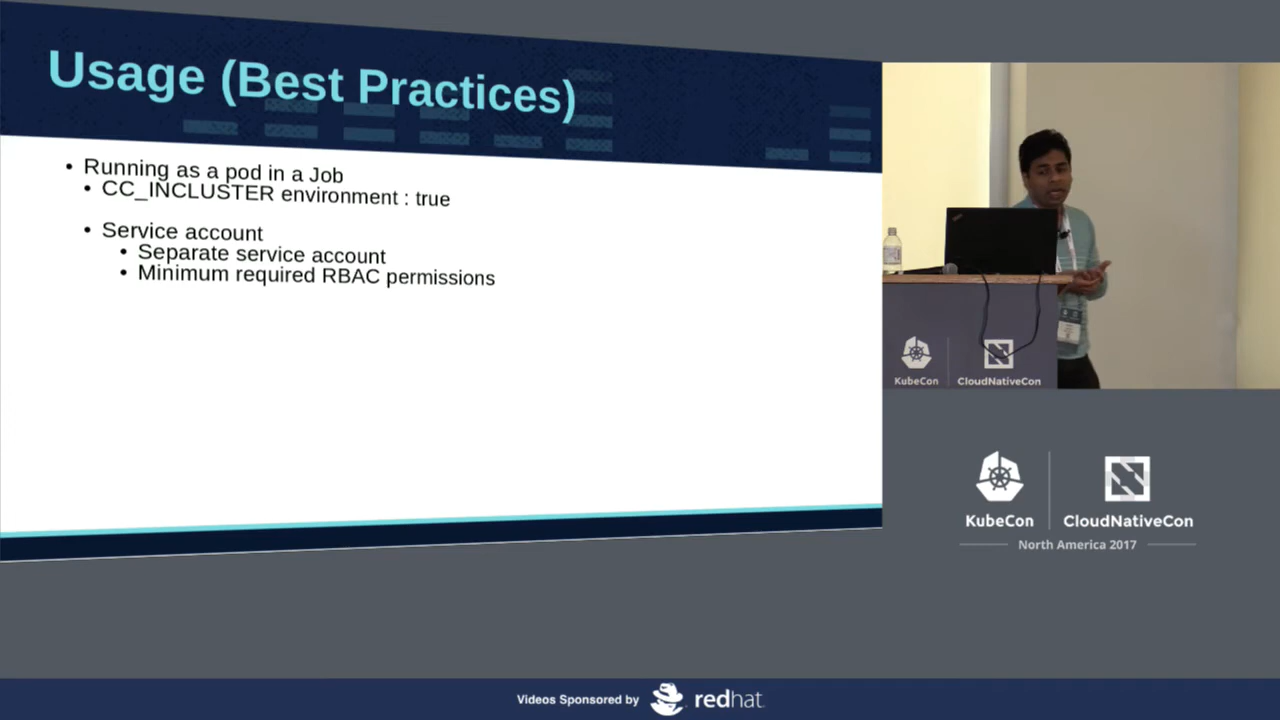 Usage (Best Practices)
• Running as a pod in a Job
• CC_INCLUSTER environment : true
• Service account
• Separate service account
• Minimum required RBAC permissions
KubeCon
CloudNativeCon
KubeCon
CloudNativeCon
North America 2017
Videos Sponsored by
redhat.